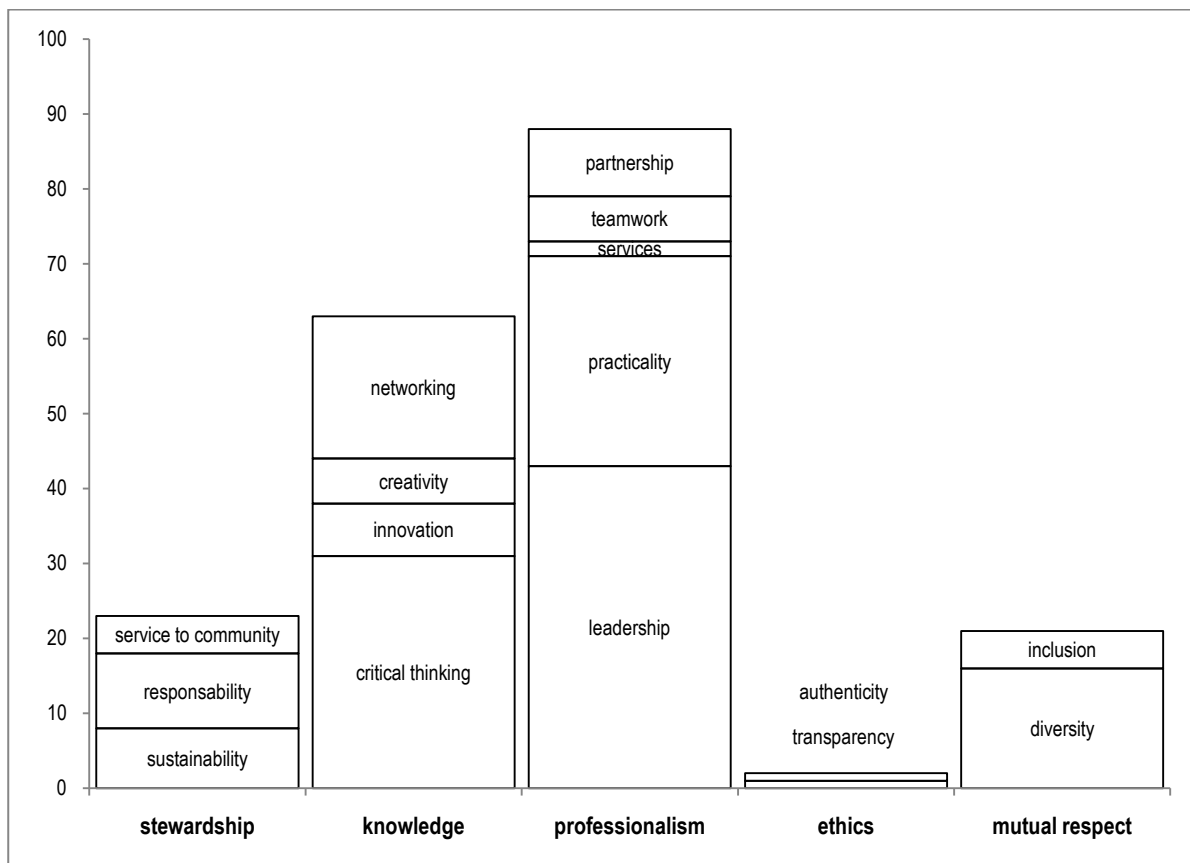 100
90
80
70
60
50
40
30
20
10
0
service to community
responsability
sustainability
networking
creativity
innovation
critical thinking
partnership
teamwork
services
practicality
leadership
authenticity
transparency
inclusion
diversity
stewardship
knowledge
professionalism
ethics
mutual respect